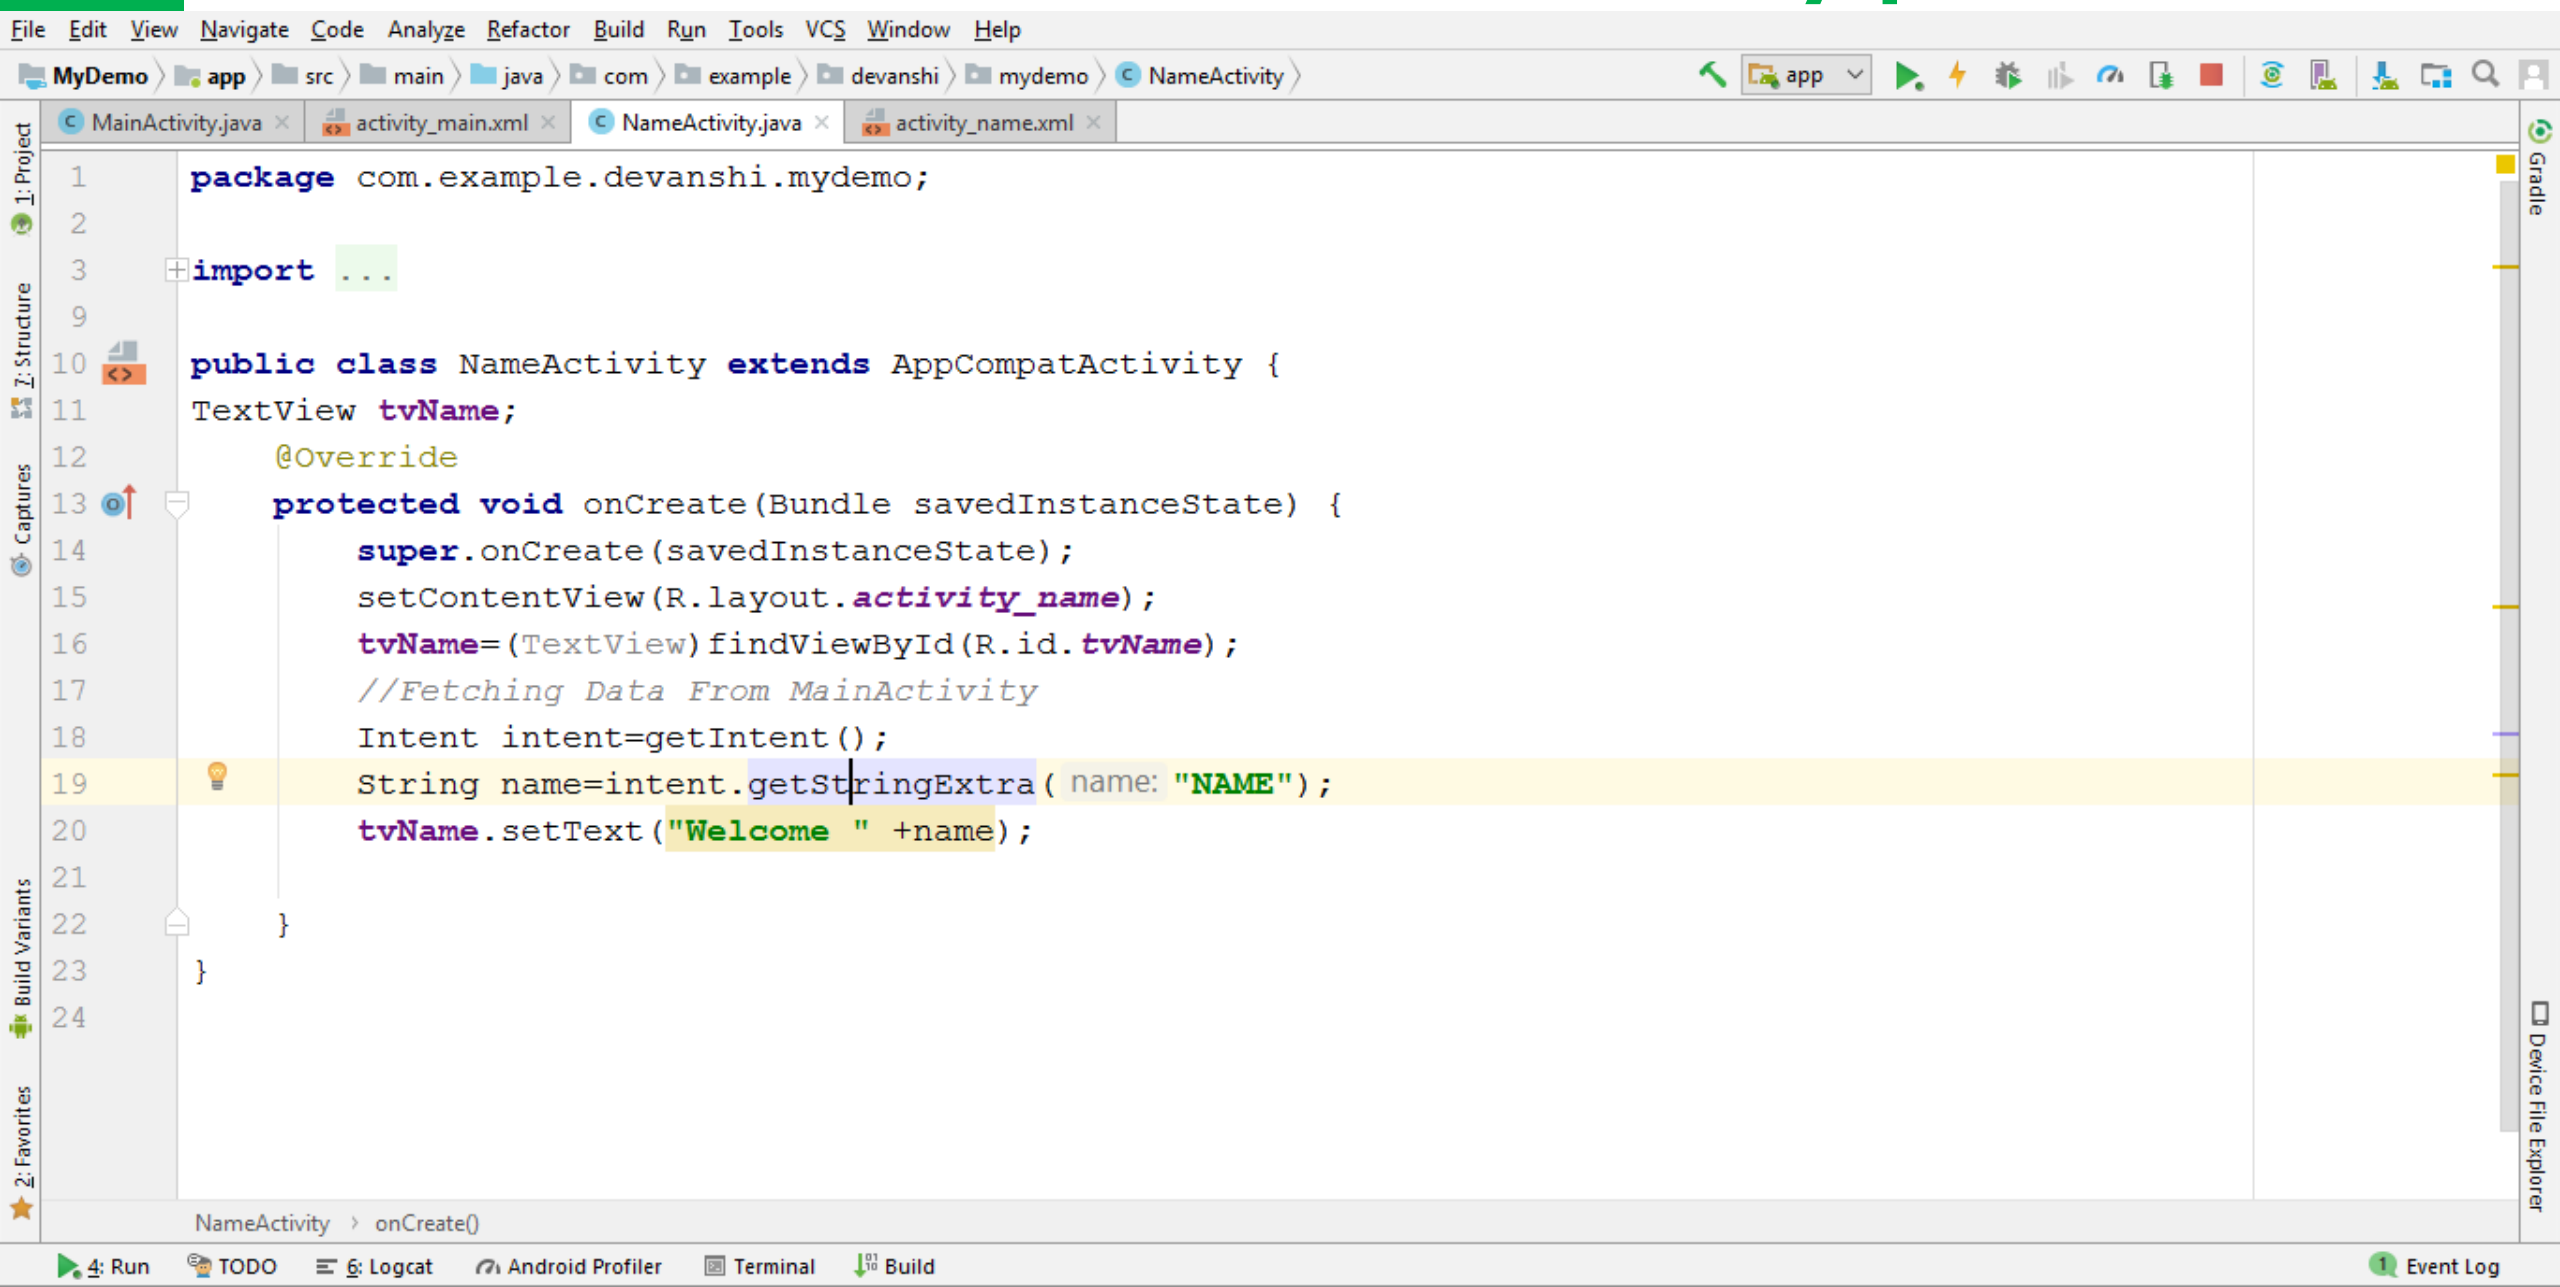 File Edit View Navigate Code Analyze Refactor Build Run Tools VCS Window Help
MyDemo app src main java com example devanshi mydemo NameActivity app
MainActivity.java activity_main.xml NameActivity.java activity_name.xml
1: Project
7: Structure
Captures
Build Variants
2: Favorites
1 package com.example.devanshi.mydemo;
2
3 import ...
9
10 public class NameActivity extends AppCompatActivity {
11 TextView tvName;
12 @Override
13 protected void onCreate(Bundle savedInstanceState) {
14 super.onCreate(savedInstanceState);
15 setContentView(R.layout.activity_name);
16 tvName=(TextView)findViewById(R.id.tvName);
17 //Fetching Data From MainActivity
18 Intent intent=getIntent();
19 String name=intent.getStringExtra( name: "NAME");
20 tvName.setText("Welcome " +name);
21
22 }
23 }
24
Gradle
Device File Explorer
NameActivity › onCreate()
4: Run TODO 6: Logcat Android Profiler Terminal Build 1 Event Log